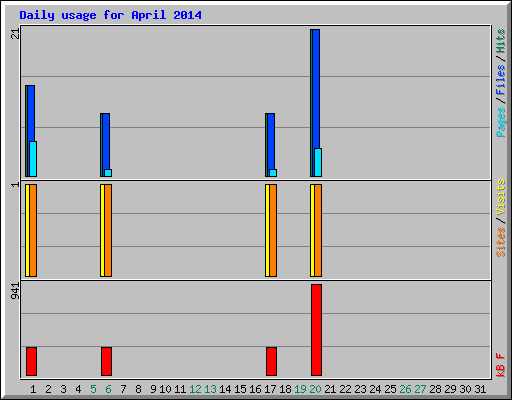 Daily usage for April 2014
21
Pages / Files / Hits
1
Sites / Visits
941
kB F
1 2 3 4 5 6 7 8 9 10 11 12 13 14 15 16 17 18 19 20 21 22 23 24 25 26 27 28 29 30 31